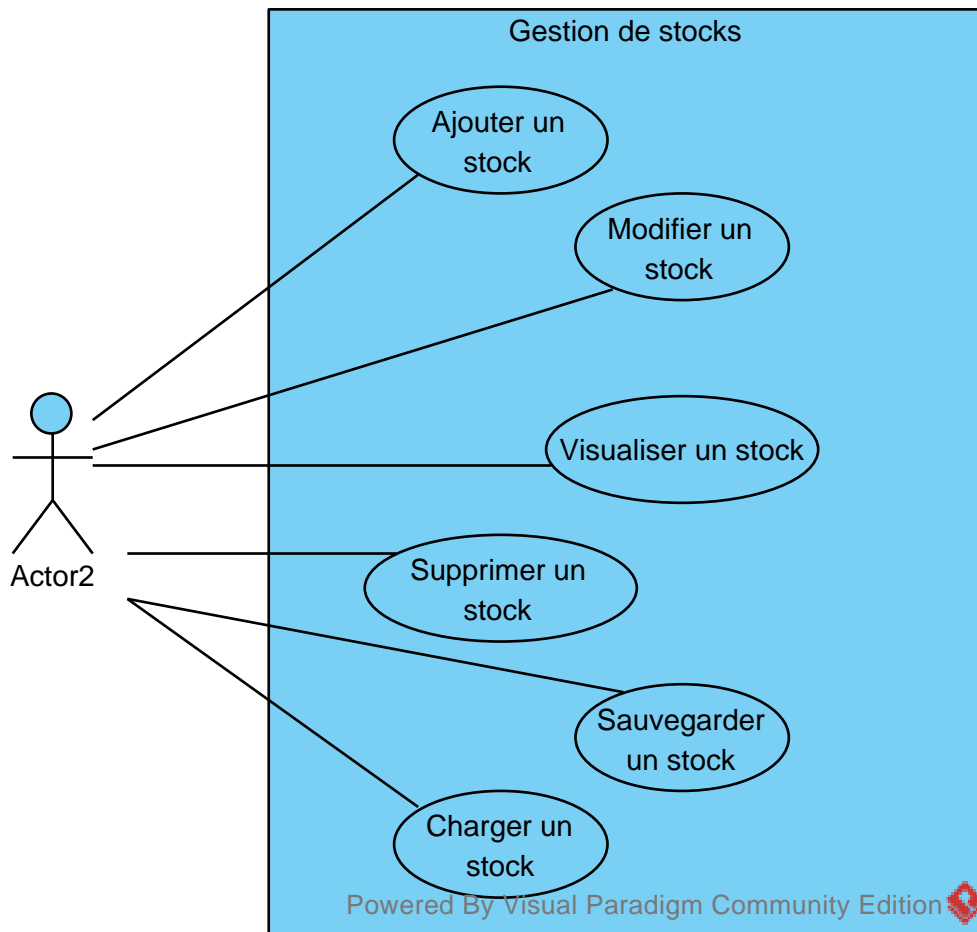 Gestion de stocks
Ajouter un
stock
Modifier un
stock
Visualiser un stock
Supprimer un
stock
Actor2
Sauvegarder
un stock
Charger un
stock
Powered By Visual Paradigm Community Edition